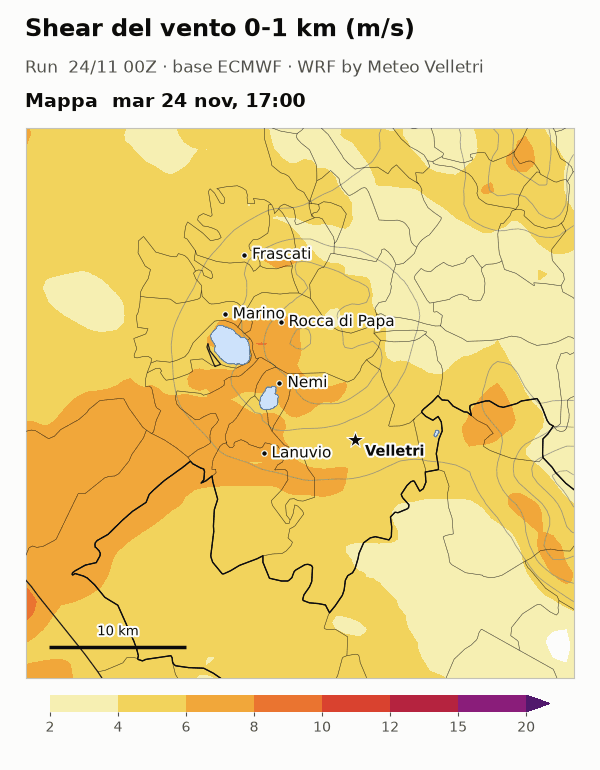 Shear del vento 0-1 km (m/s)
Run  24/11 00Z · base ECMWF · WRF by Meteo Velletri
Mappa  mar 24 nov, 17:00
Frascati
Marino
Rocca di Papa
Nemi
Velletri
Lanuvio
10 km
2 4 6 8 10 12 15 20